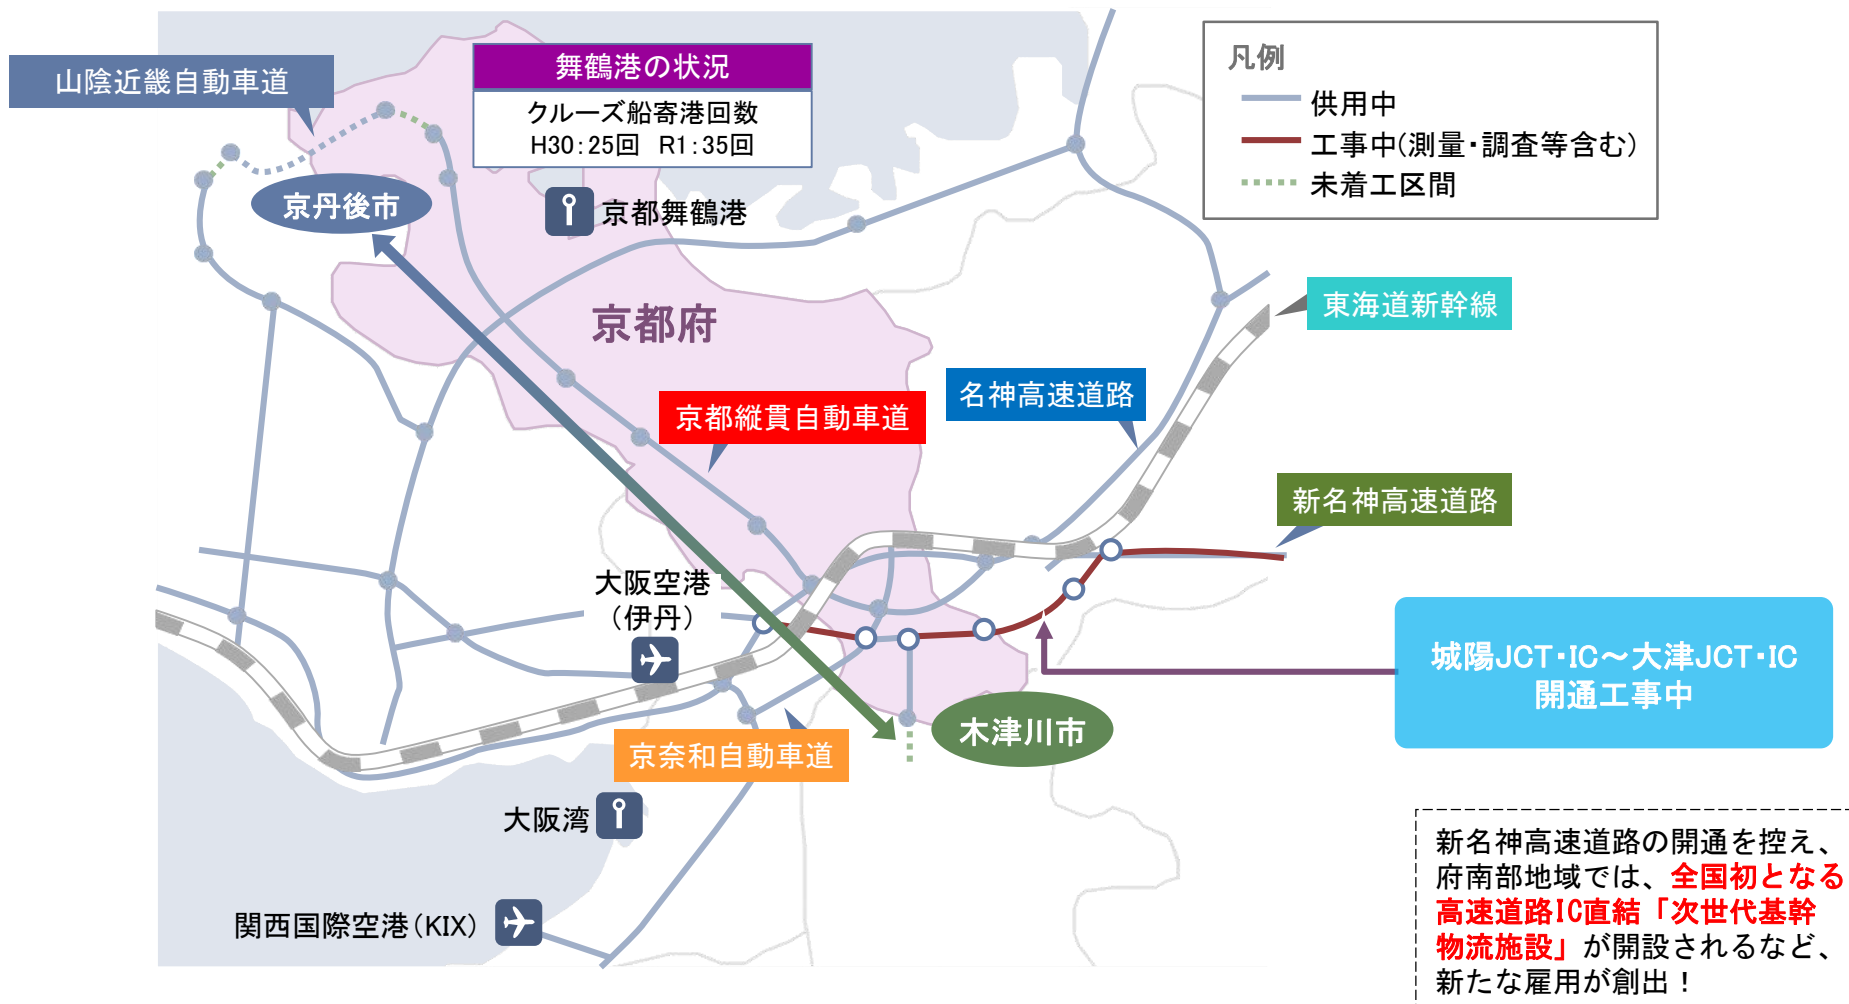 山陰近畿自動車道
舞鶴港の状況
クルーズ船寄港回数
H30：25回　R1：35回
凡例
供用中
工事中(測量・調査等含む)
未着工区間
京丹後市
京都舞鶴港
東海道新幹線
京都府
名神高速道路
京都縦貫自動車道
新名神高速道路
大阪空港
（伊丹）
城陽JCT・IC～大津JCT・IC
開通工事中
木津川市
京奈和自動車道
大阪湾
関西国際空港（KIX）
新名神高速道路の開通を控え、
府南部地域では、全国初となる
高速道路IC直結「次世代基幹
物流施設」が開設されるなど、
新たな雇用が創出！